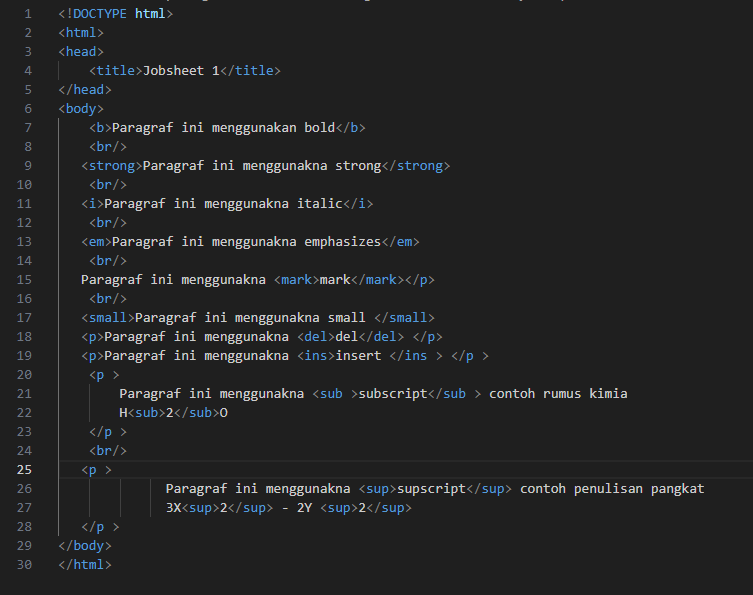 1 <!DOCTYPE html>
2 <html>
3 <head>
4 <title>Jobsheet 1</title>
5 </head>
6 <body>
7 <b>Paragraf ini menggunakan bold</b>
8 <br/>
9 <strong>Paragraf ini menggunakna strong</strong>
10 <br/>
11 <i>Paragraf ini menggunakna italic</i>
12 <br/>
13 <em>Paragraf ini menggunakna emphasizes</em>
14 <br/>
15 Paragraf ini menggunakna <mark>mark</mark></p>
16 <br/>
17 <small>Paragraf ini menggunakna small </small>
18 <p>Paragraf ini menggunakna <del>del</del> </p>
19 <p>Paragraf ini menggunakna <ins>insert </ins > </p >
20 <p >
21 Paragraf ini menggunakna <sub >subscript</sub > contoh rumus kimia
22 H<sub>2</sub>O
23 </p >
24 <br/>
25 <p >
26 Paragraf ini menggunakna <sup>supscript</sup> contoh penulisan pangkat
27 3X<sup>2</sup> - 2Y <sup>2</sup>
28 </p >
29 </body>
30 </html>